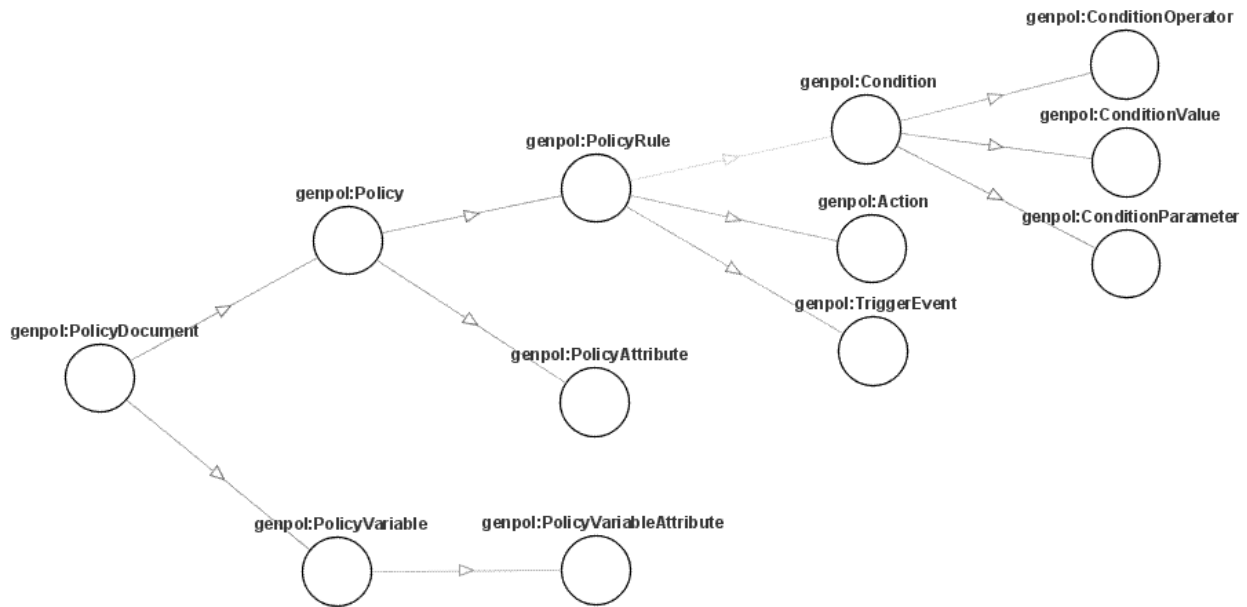 genpol:ConditionOperator
genpol:Condition
genpol:ConditionValue
genpol:PolicyRule
genpol:Policy
genpol:Action
genpol:ConditionParameter
genpol:TriggerEvent
genpol:PolicyDocument
genpol:PolicyAttribute
genpol:PolicyVariable
genpol:PolicyVariableAttribute